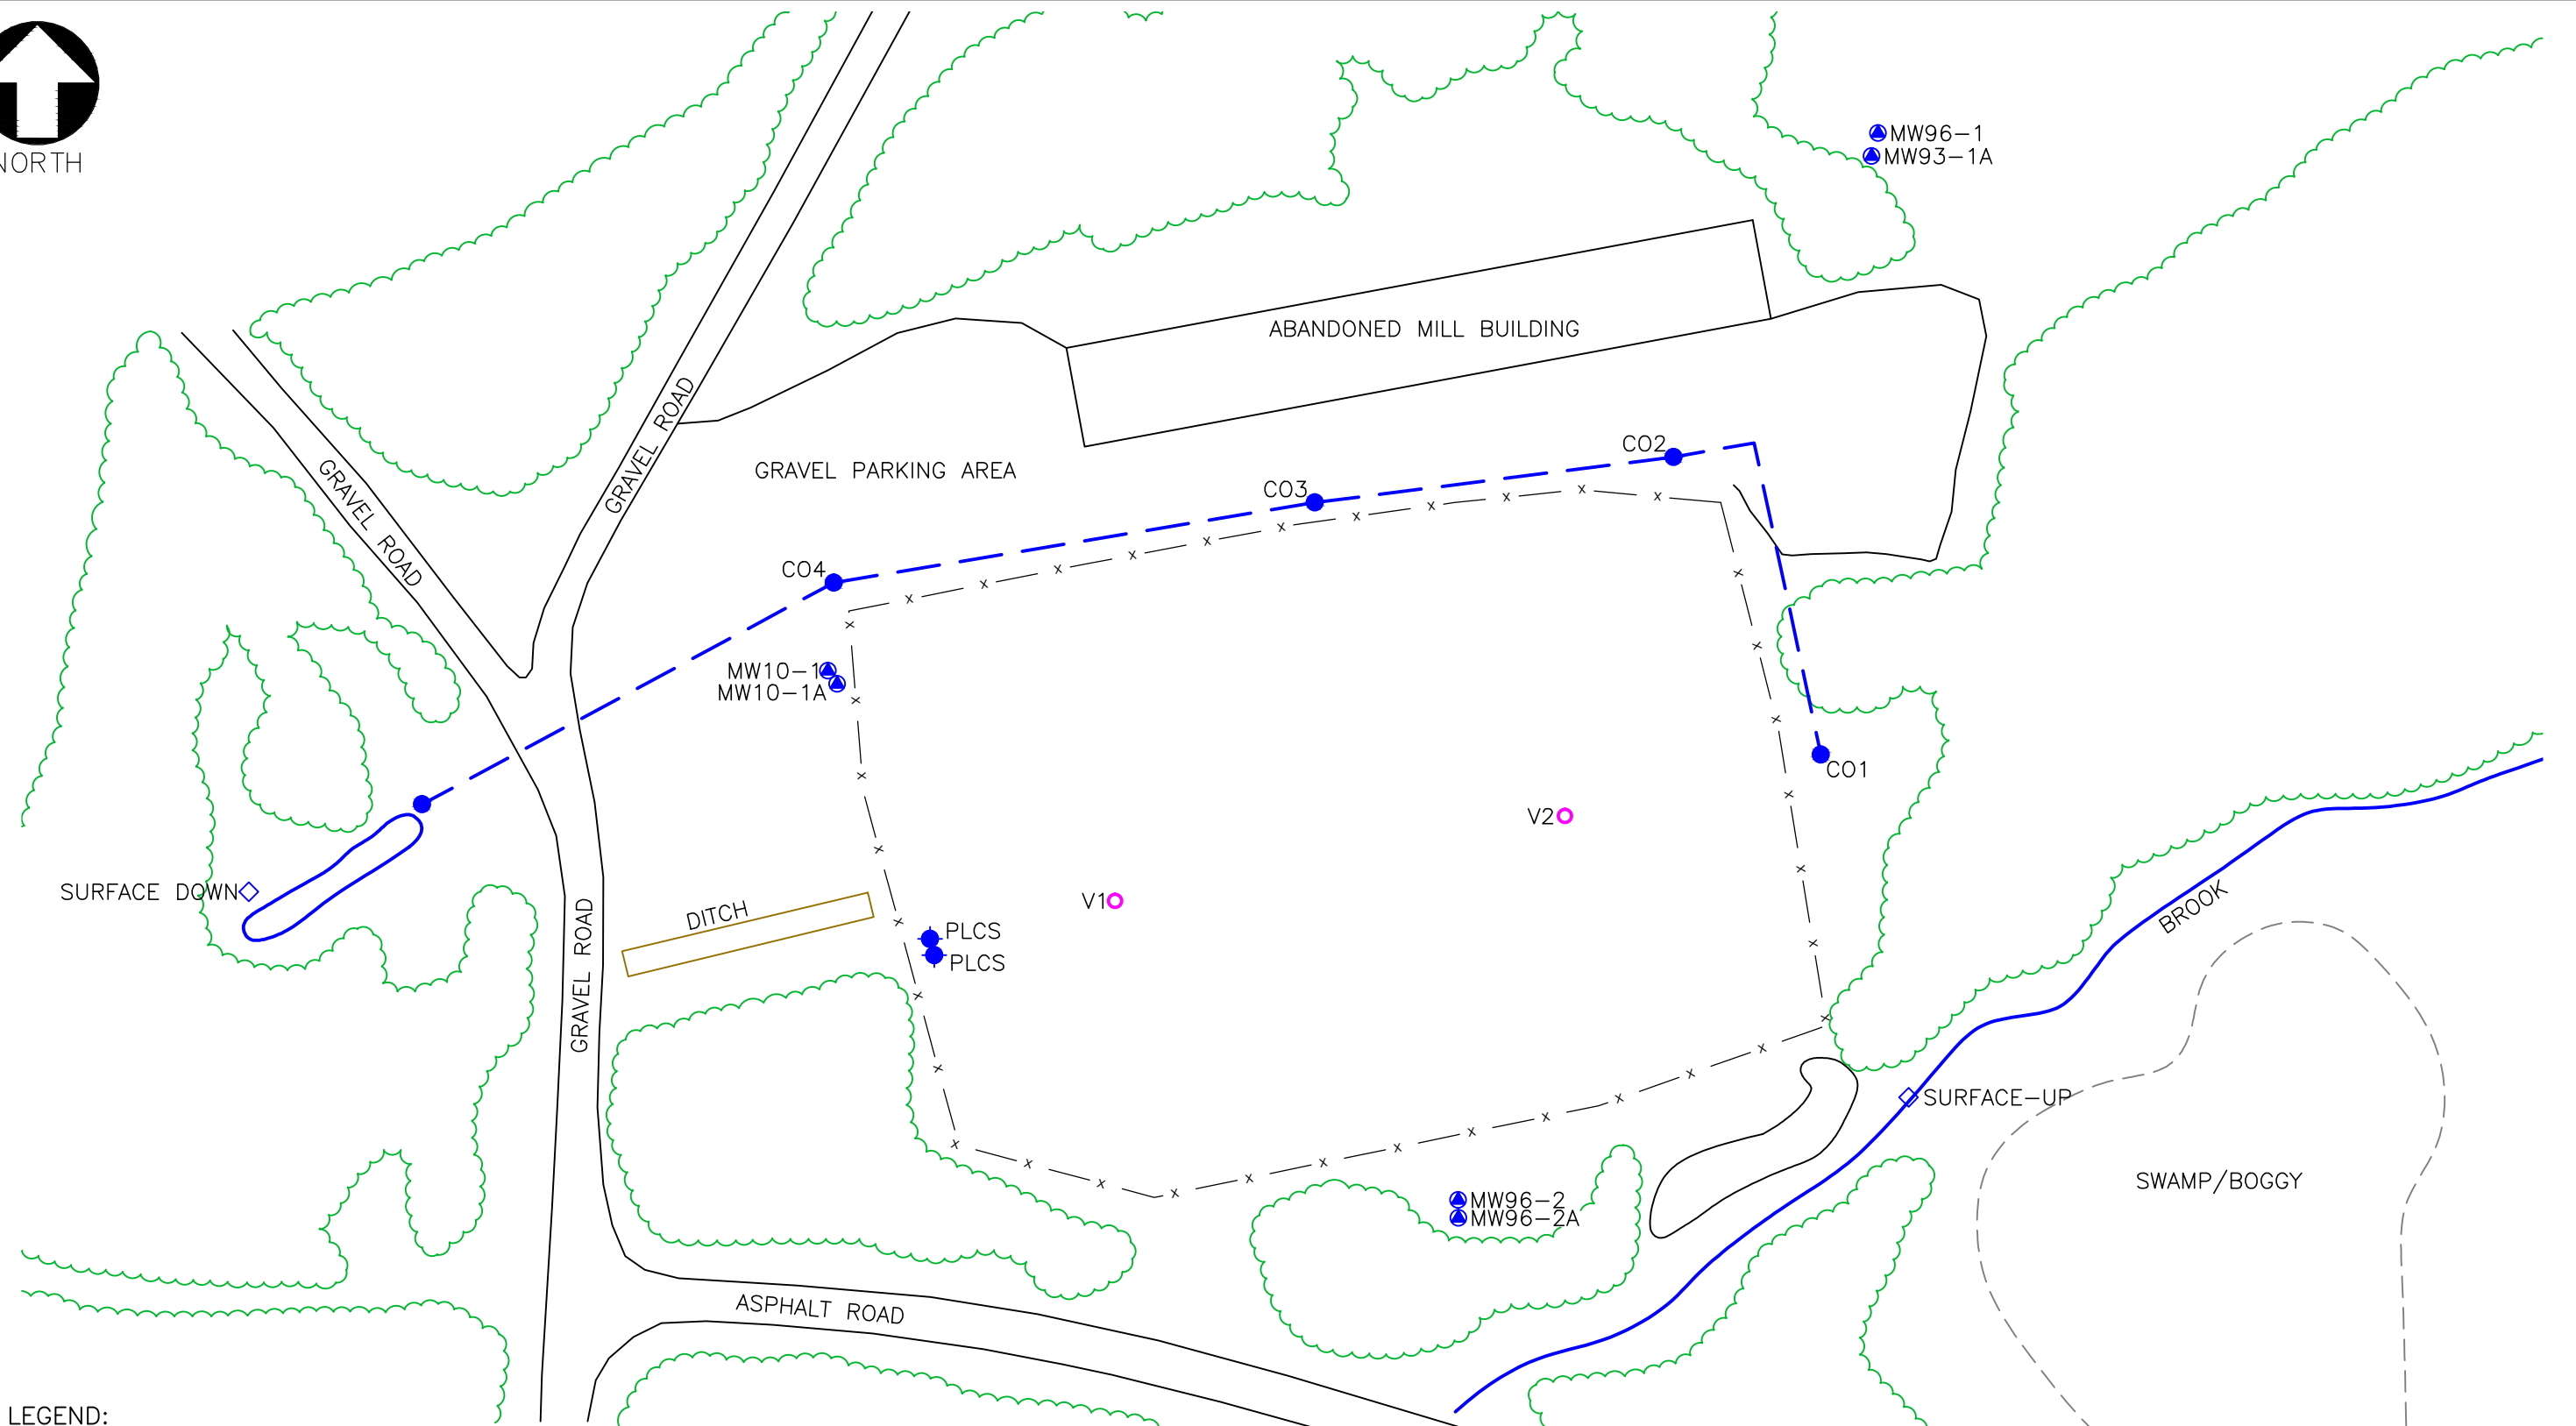 MW96-1
MW93-1A
NORTH
ABANDONED MILL BUILDING
GRAVEL ROAD
GRAVEL ROAD
GRAVEL PARKING AREA
CO2
CO3
CO4
MW10-1
MW10-1A
CO1
V2
SURFACE DOWN
V1
DITCH
BROOK
PLCS
PLCS
GRAVEL ROAD
SURFACE-UP
SWAMP/BOGGY
MW96-2
MW96-2A
ASPHALT ROAD
LEGEND: